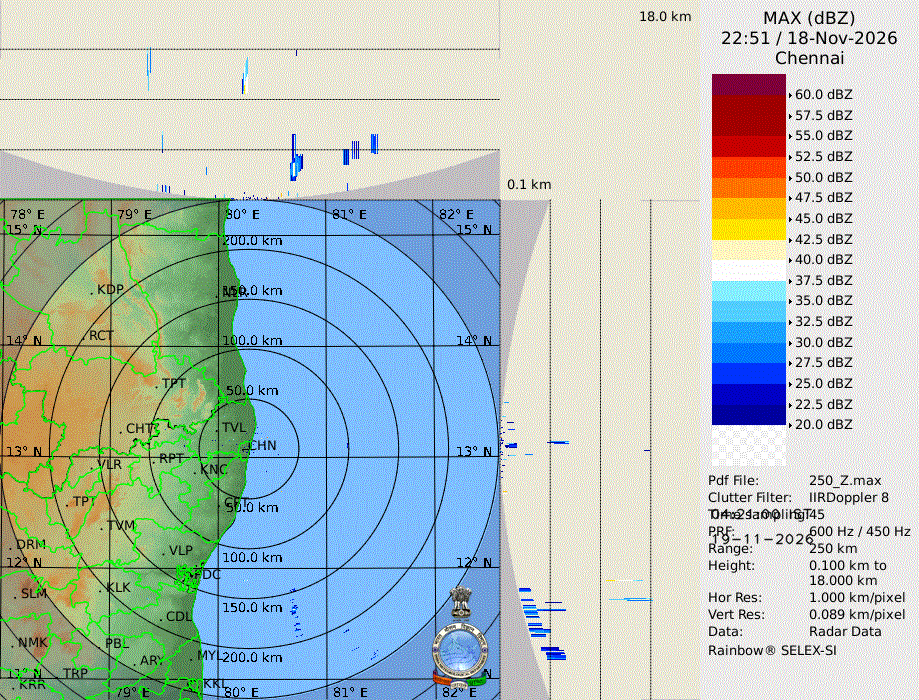 18.0 km
0.1 km
MAX (dBZ)
22:51 / 18-Nov-2026
Chennai
60.0 dBZ
57.5 dBZ
55.0 dBZ
52.5 dBZ
50.0 dBZ
47.5 dBZ
45.0 dBZ
42.5 dBZ
40.0 dBZ
37.5 dBZ
35.0 dBZ
32.5 dBZ
30.0 dBZ
27.5 dBZ
25.0 dBZ
22.5 dBZ
20.0 dBZ
Pdf File: 250_Z.max
Clutter Filter: IIRDoppler 8
Time sampling: 45
PRF: 600 Hz / 450 Hz
19-11-2026
Range: 250 km
Height: 0.100 km to
18.000 km
Hor Res: 1.000 km/pixel
Vert Res: 0.089 km/pixel
Data: Radar Data
Rainbow® SELEX-SI
78° E 79° E 80° E 81° E 82° E
15° N 15° N
200.0 km
KDP
150.0 km
RCT
14° N 100.0 km 14° N
TPT
50.0 km
CHT TVL
CHN
13° N 13° N
VLR RPT KNC
TPT
50.0 km
TVM
DRM VLP 100.0 km
12° N 12° N
SLM KLK
CDL 150.0 km
NMK PBL
ARY MYL 200.0 km
TRP
11° N 11° N
KRR KKL
79° E 80° E 81° E 82° E